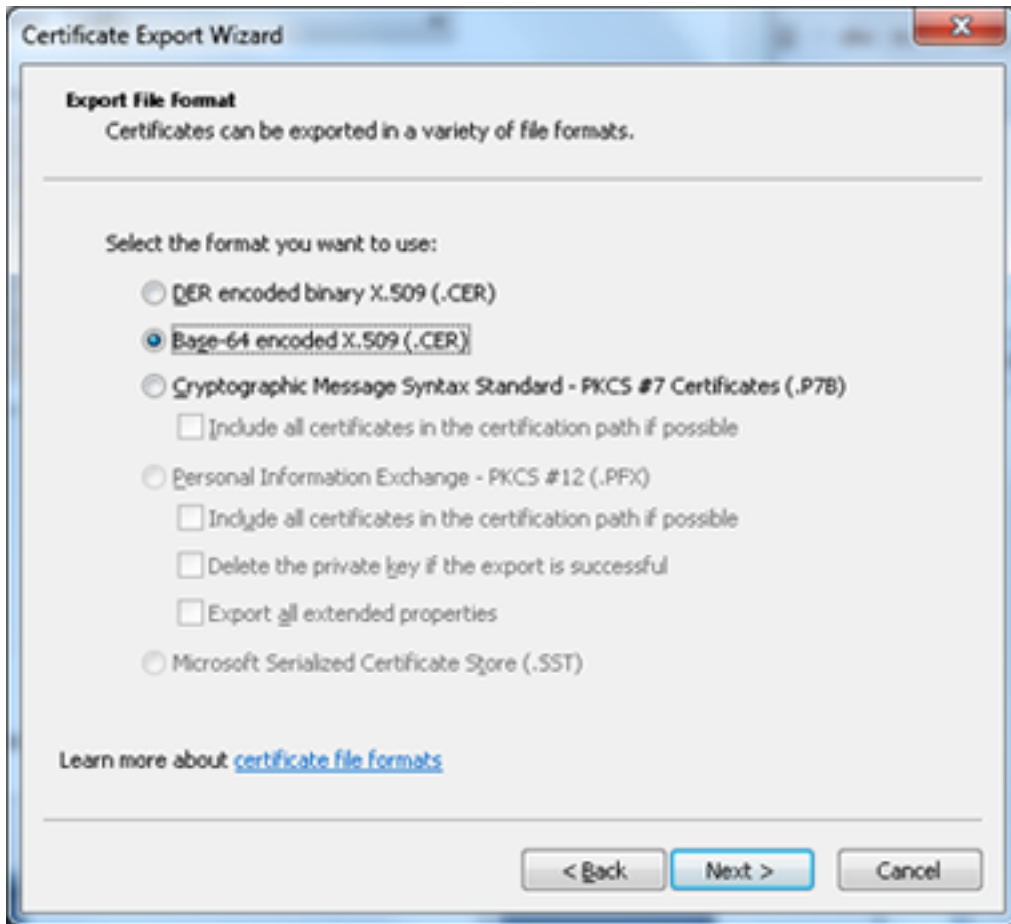 Certificate Export Wizard
Export File Format
Certificates can be exported in a variety of file formats.
Select the format you want to use:
DER encoded binary X.509 (.CER)
Base-64 encoded X.509 (.CER)
Cryptographic Message Syntax Standard - PKCS #7 Certificates (.P7B)
Include all certificates in the certification path if possible
Personal Information Exchange - PKCS #12 (.PFX)
Include all certificates in the certification path if possible
Delete the private key if the export is successful
Export all extended properties
Microsoft Serialized Certificate Store (.SST)
Learn more about certificate file formats
< Back Next > Cancel